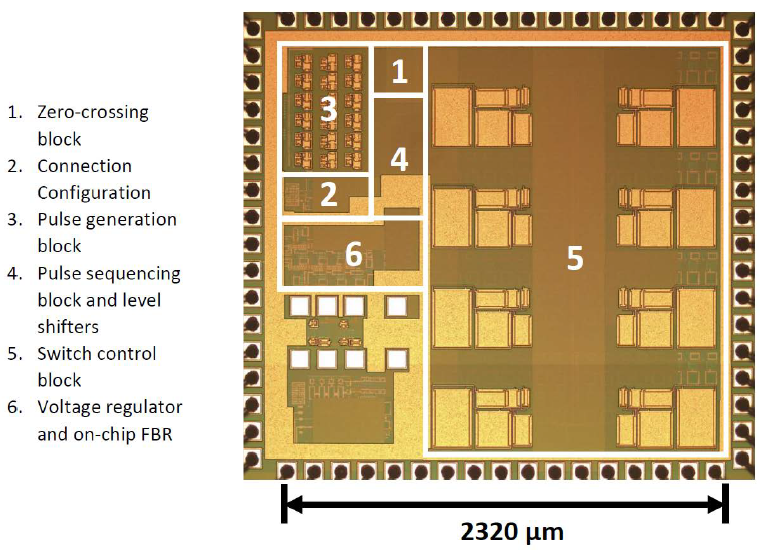 1. Zero-crossing
block
2. Connection
Configuration
3. Pulse generation
block
4. Pulse sequencing
block and level
shifters
5. Switch control
block
6. Voltage regulator
and on-chip FBR
1
3
4
2
6
5
2320 μm